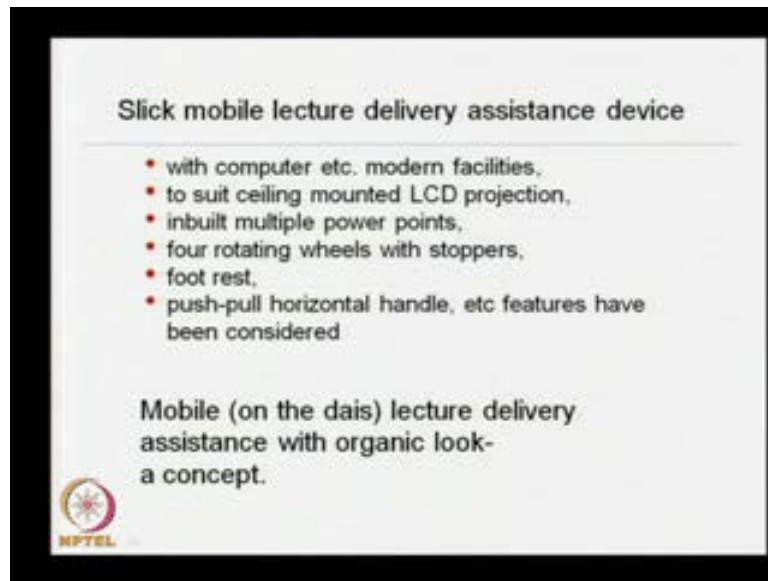 Slick mobile lecture delivery assistance device
• with computer etc. modern facilities,
• to suit ceiling mounted LCD projection,
• inbuilt multiple power points,
• four rotating wheels with stoppers,
• foot rest,
• push-pull horizontal handle, etc features have
been considered
Mobile (on the dais) lecture delivery
assistance with organic look-
a concept.
NPTEL